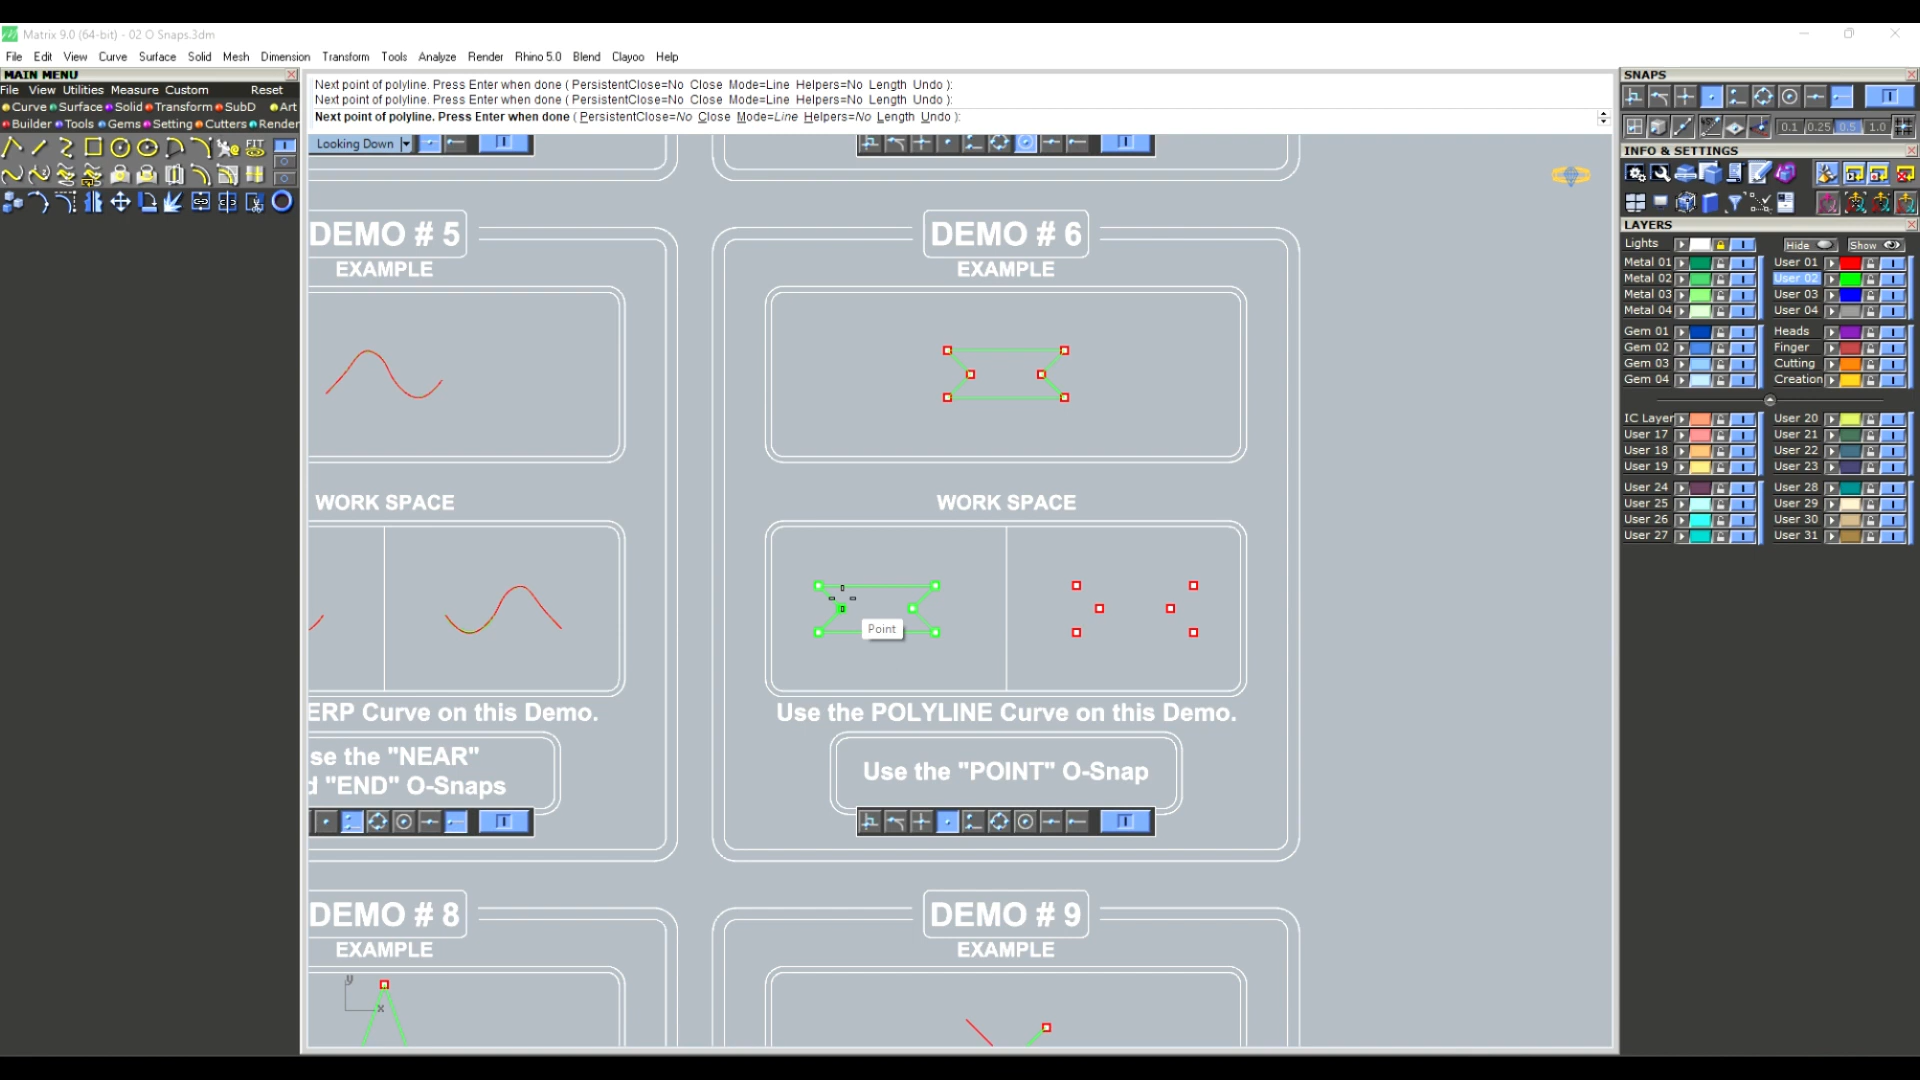 Matrix 9.0 (64-bit) - 02 O Snaps.3dm
File Edit View Curve Surface Solid Mesh Dimension Transform Tools Analyze Render Rhino 5.0 Blend Clayoo Help
MAIN MENU
File View Utilities Measure Custom Reset
Curve Surface Solid Transform SubD Art
Builder Tools Gems Setting Cutters Render
FIT
Next point of polyline. Press Enter when done ( PersistentClose=No Close Mode=Line Helpers=No Length Undo ):
Next point of polyline. Press Enter when done ( PersistentClose=No Close Mode=Line Helpers=No Length Undo ):
Next point of polyline. Press Enter when done ( PersistentClose=No Close Mode=Line Helpers=No Length Undo ):
Looking Down
DEMO # 5
EXAMPLE
WORK SPACE
ERP Curve on this Demo.
se the "NEAR"
d "END" O-Snaps
DEMO # 6
EXAMPLE
WORK SPACE
Point
Use the POLYLINE Curve on this Demo.
Use the "POINT" O-Snap
DEMO # 8
EXAMPLE
y
x
DEMO # 9
EXAMPLE
SNAPS
0.1 0.25 0.5 1.0
INFO & SETTINGS
LAYERS
Lights Hide Show
Metal 01 User 01
Metal 02 User 02
Metal 03 User 03
Metal 04 User 04
Gem 01 Heads
Gem 02 Finger
Gem 03 Cutting
Gem 04 Creation
IC Layer User 20
User 17 User 21
User 18 User 22
User 19 User 23
User 24 User 28
User 25 User 29
User 26 User 30
User 27 User 31